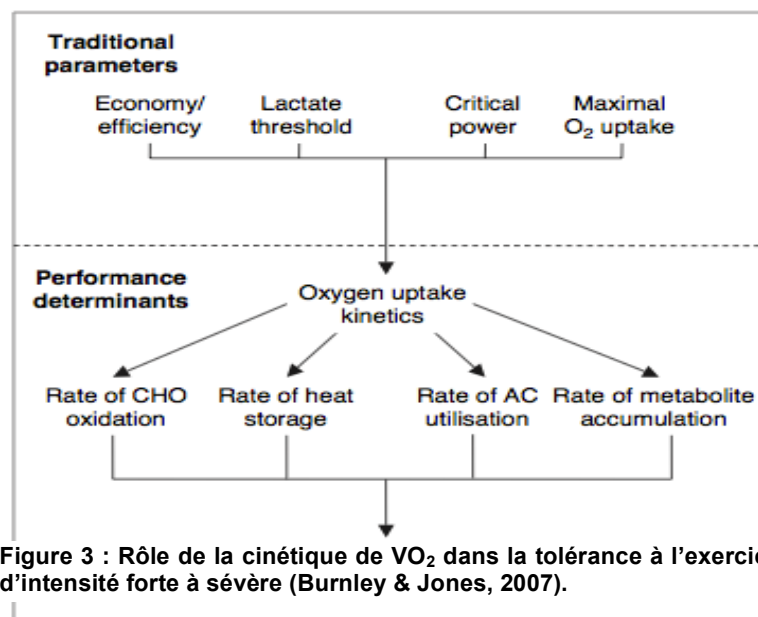 Traditional
parameters
Economy/
efficiency
Lactate
threshold
Critical
power
Maximal
O₂ uptake
Performance
determinants
Oxygen uptake
kinetics
Rate of CHO
oxidation
Rate of heat
storage
Rate of AC
utilisation
Rate of metabolite
accumulation
Figure 3 : Rôle de la cinétique de VO₂ dans la tolérance à l’exercic
d’intensité forte à sévère (Burnley & Jones, 2007).